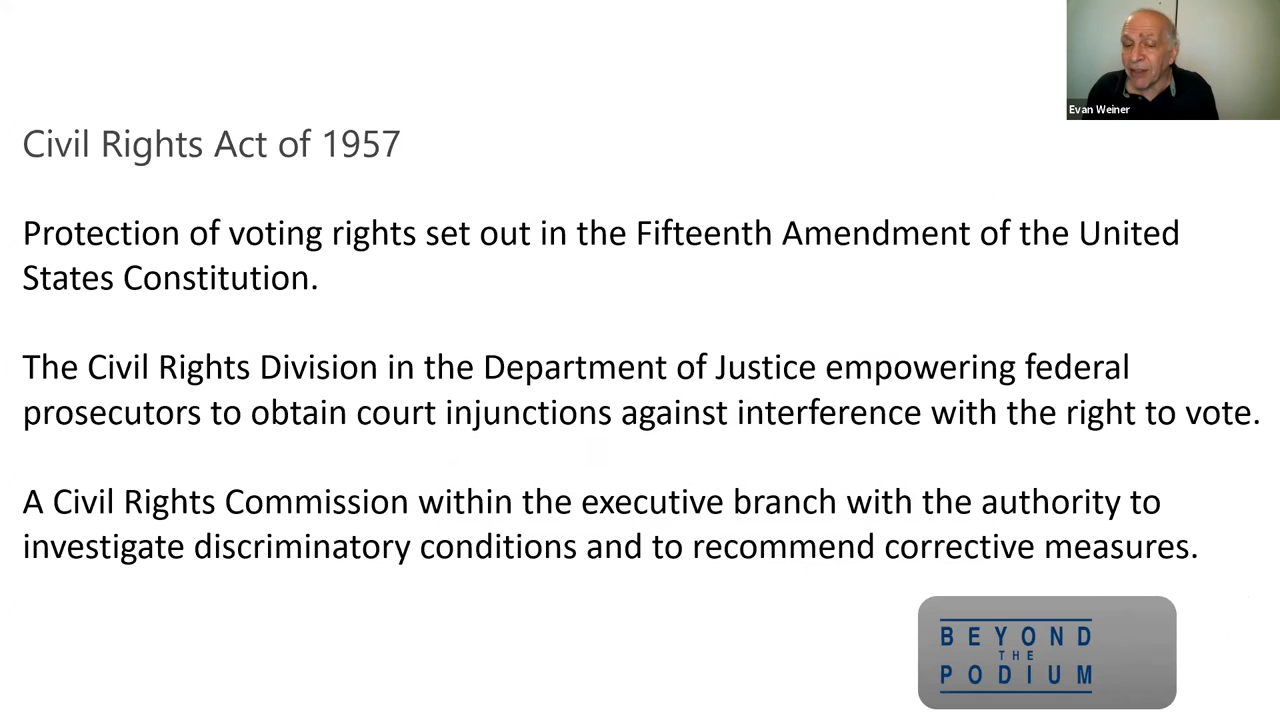 Evan Weiner
Civil Rights Act of 1957
Protection of voting rights set out in the Fifteenth Amendment of the United
States Constitution.
The Civil Rights Division in the Department of Justice empowering federal
prosecutors to obtain court injunctions against interference with the right to vote.
A Civil Rights Commission within the executive branch with the authority to
investigate discriminatory conditions and to recommend corrective measures.
BEYOND
THE
PODIUM